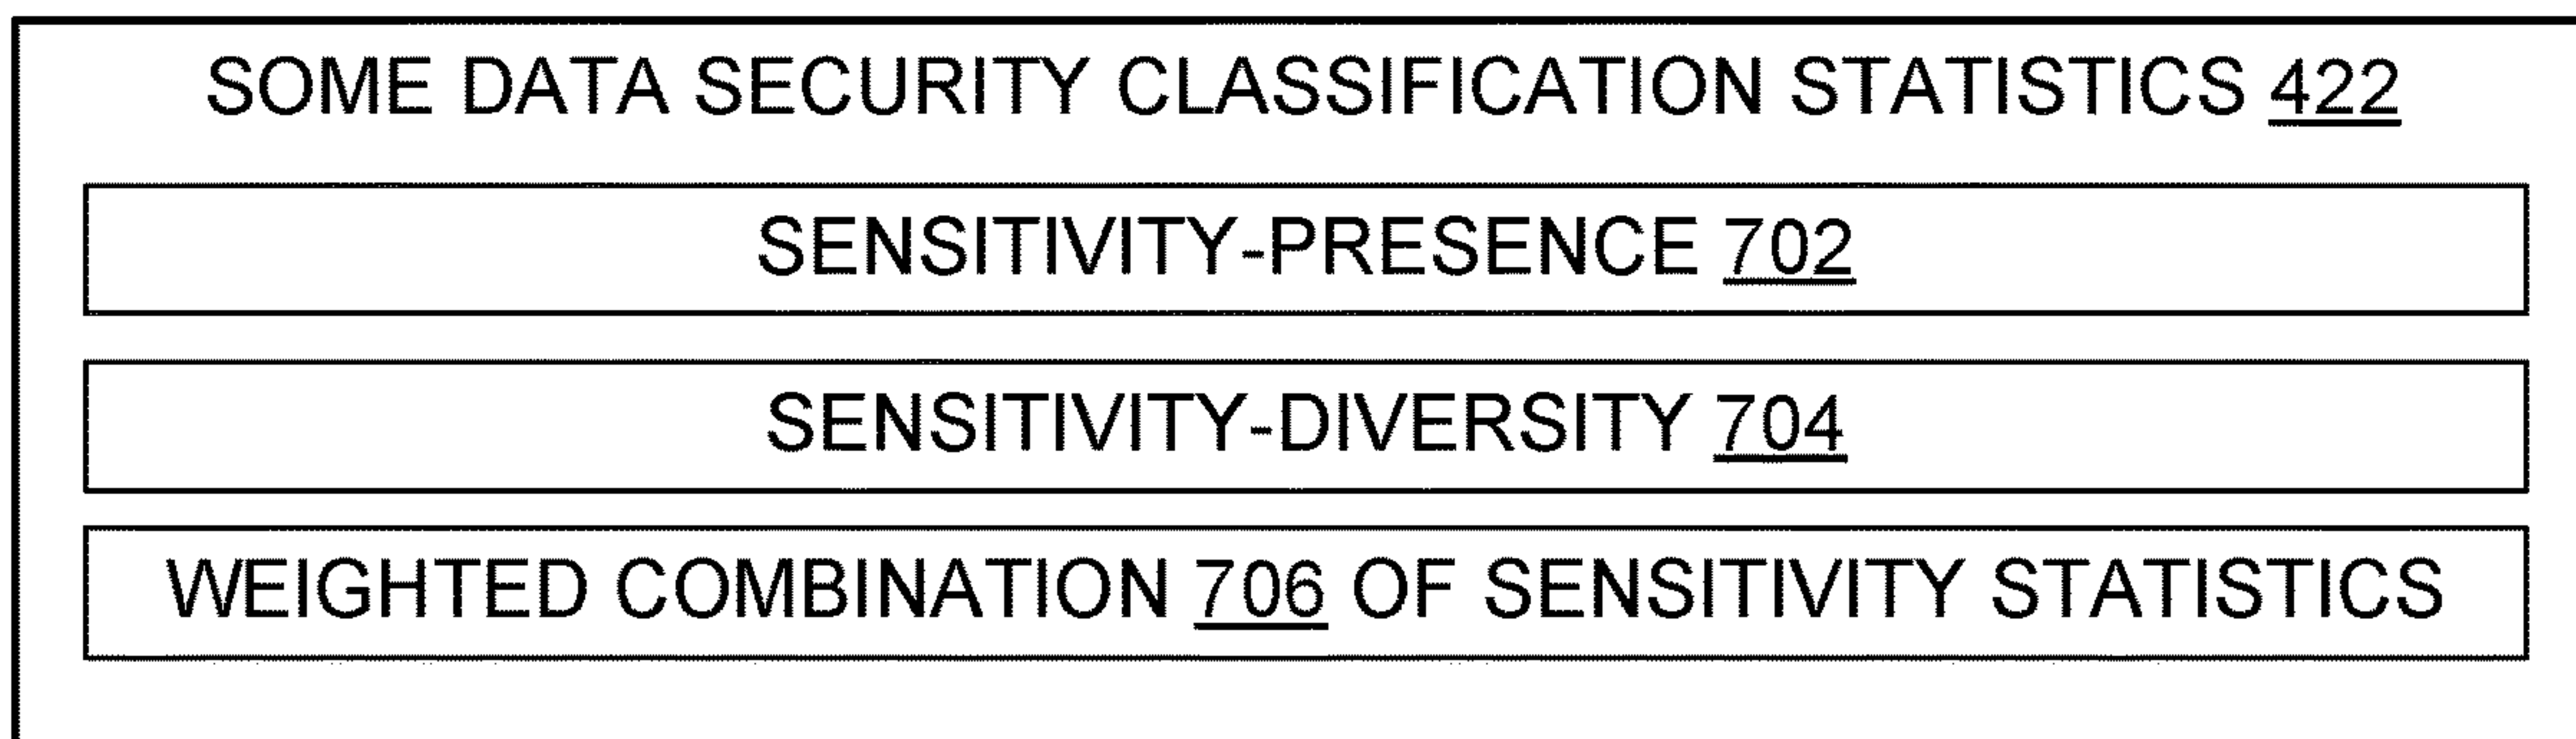 SOME DATA SECURITY CLASSIFICATION STATISTICS 422
SENSITIVITY-PRESENCE 702
SENSITIVITY-DIVERSITY 704
WEIGHTED COMBINATION 706 OF SENSITIVITY STATISTICS